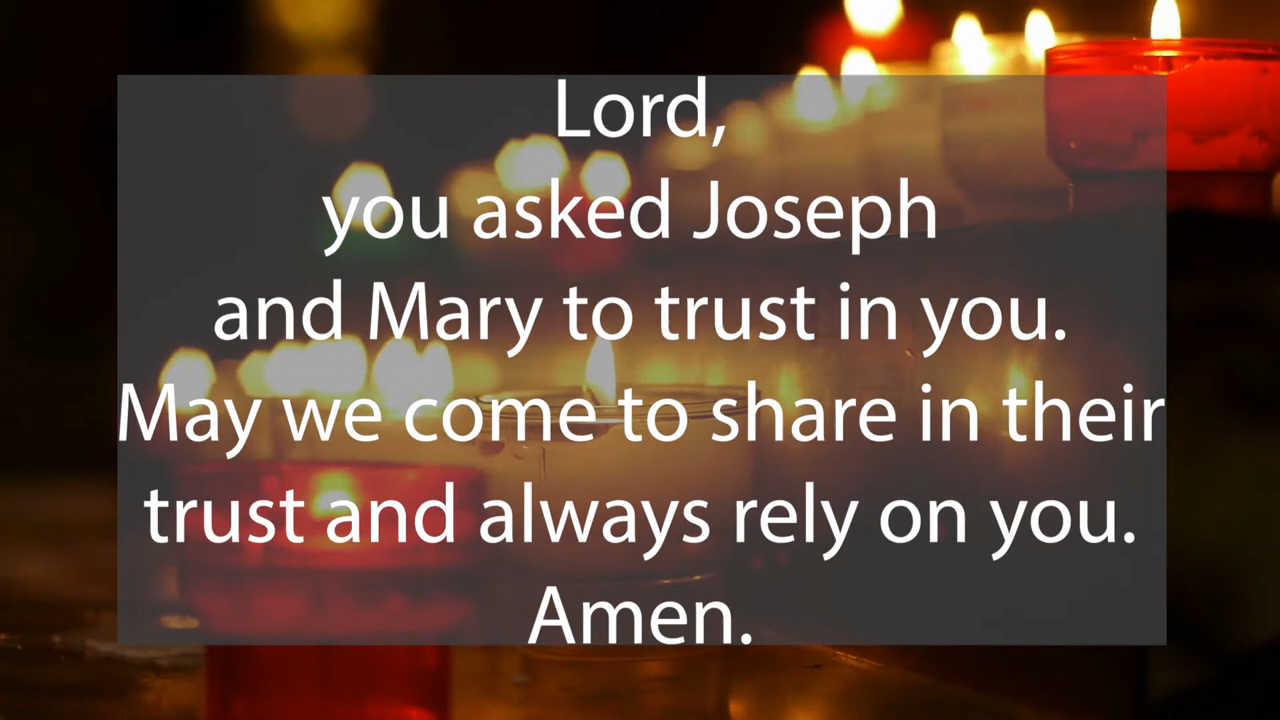 Lord,
you asked Joseph
and Mary to trust in you.
May we come to share in their
trust and always rely on you.
Amen.